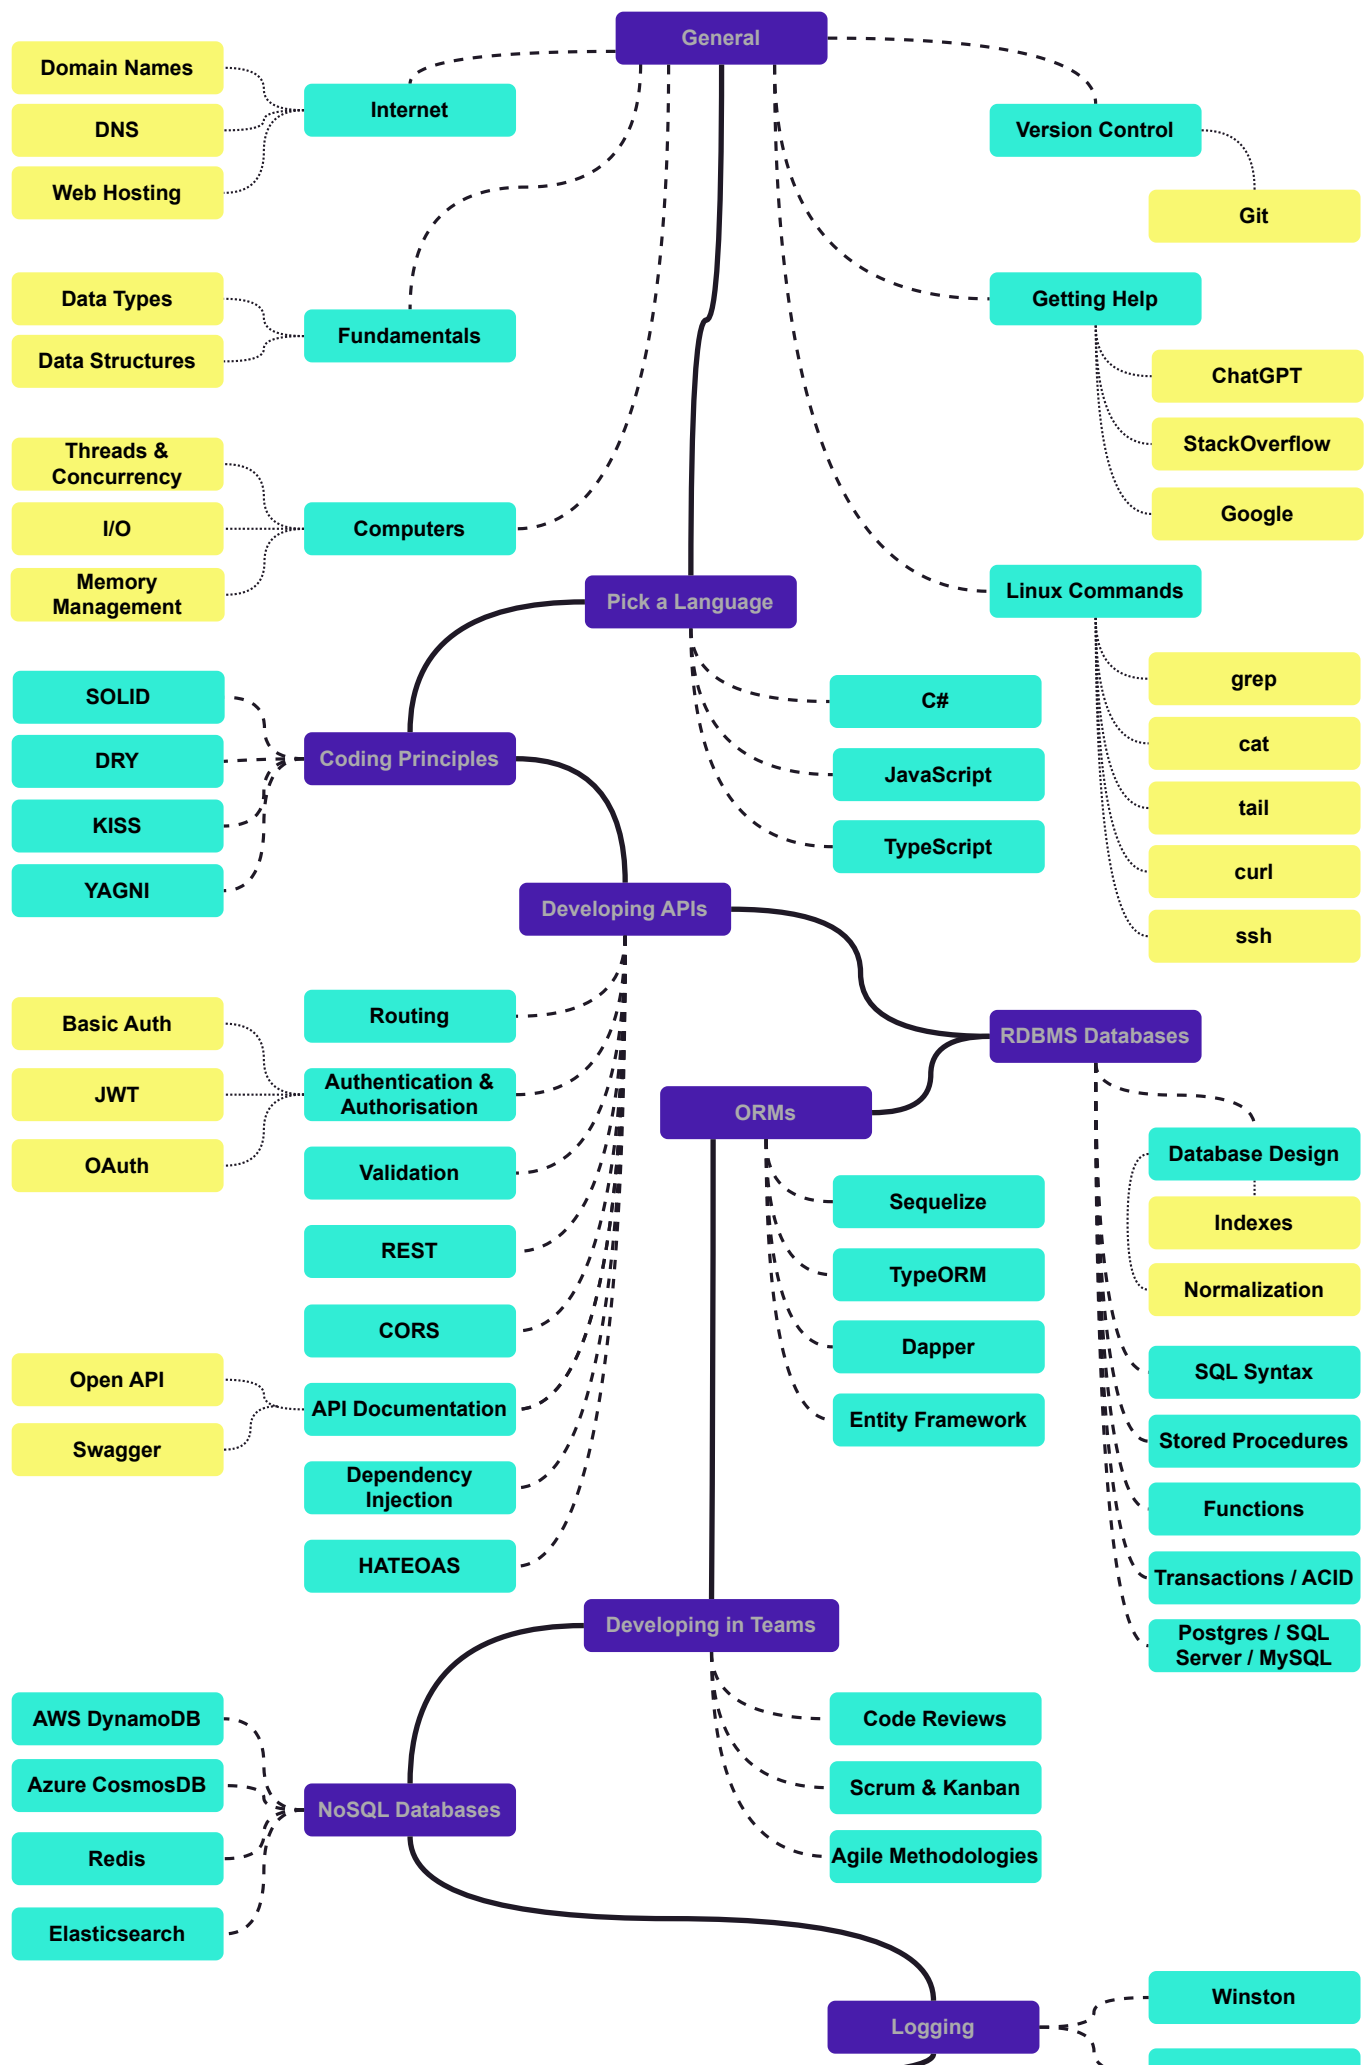 General
Domain Names
DNS
Web Hosting
Internet
Version Control
Git
Data Types
Data Structures
Fundamentals
Getting Help
ChatGPT
StackOverflow
Google
Threads &
Concurrency
I/O
Memory
Management
Computers
Pick a Language
Linux Commands
grep
cat
tail
curl
ssh
C#
JavaScript
TypeScript
SOLID
DRY
KISS
YAGNI
Coding Principles
Developing APIs
Routing
Basic Auth
JWT
OAuth
Authentication &
Authorisation
Validation
REST
CORS
Open API
Swagger
API Documentation
Dependency
Injection
HATEOAS
RDBMS Databases
ORMs
Sequelize
TypeORM
Dapper
Entity Framework
Database Design
Indexes
Normalization
SQL Syntax
Stored Procedures
Functions
Transactions / ACID
Postgres / SQL
Server / MySQL
Developing in Teams
Code Reviews
Scrum & Kanban
Agile Methodologies
AWS DynamoDB
Azure CosmosDB
Redis
Elasticsearch
NoSQL Databases
Logging
Winston